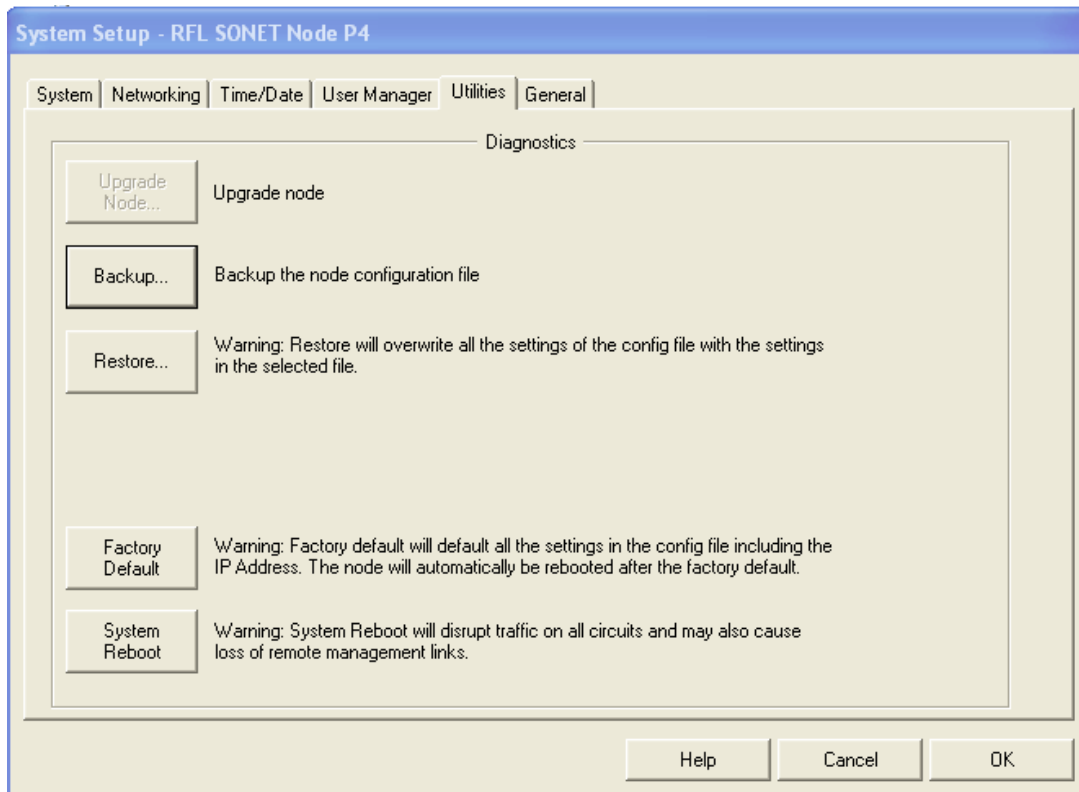 System Setup - RFL SONET Node P4
System
Networking
Time/Date
User Manager
Utilities
General
Diagnostics
Upgrade
Node...
Upgrade node
Backup...
Backup the node configuration file
Restore...
Warning: Restore will overwrite all the settings of the config file with the settings
in the selected file.
Factory
Default
Warning: Factory default will default all the settings in the config file including the
IP Address. The node will automatically be rebooted after the factory default.
System
Reboot
Warning: System Reboot will disrupt traffic on all circuits and may also cause
loss of remote management links.
Help
Cancel
OK